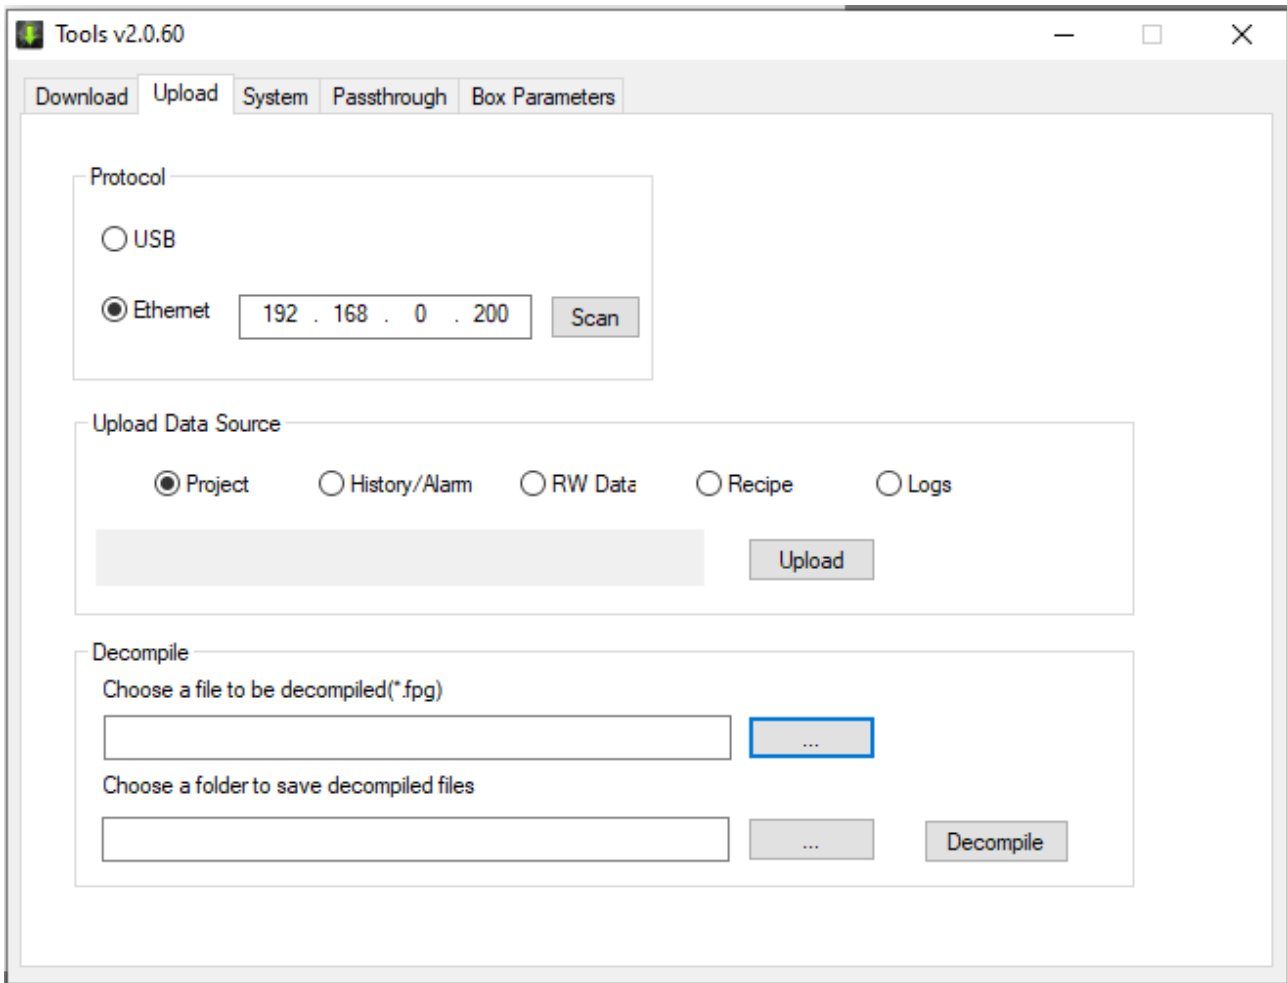 Tools v2.0.60
Download Upload System Passthrough Box Parameters
Protocol
USB
Ethernet 192 . 168 . 0 . 200 Scan
Upload Data Source
Project History/Alarm RW Data Recipe Logs
Upload
Decompile
Choose a file to be decompiled(*.fpg)
...
Choose a folder to save decompiled files
... Decompile